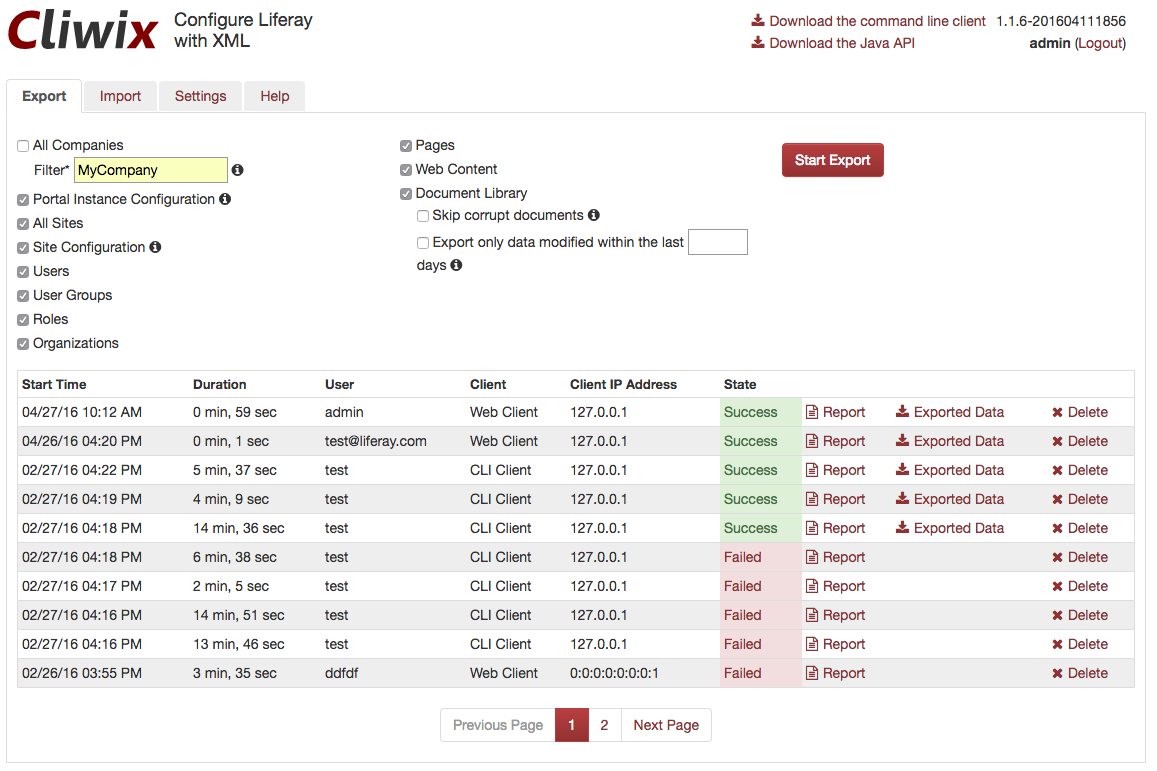 Cliwix
Configure Liferay
with XML
Download the command line client 1.1.6-201604111856
Download the Java API admin (Logout)
Export Import Settings Help
All Companies
Filter* MyCompany
Portal Instance Configuration
All Sites
Site Configuration
Users
User Groups
Roles
Organizations
Pages
Web Content
Document Library
Skip corrupt documents
Export only data modified within the last
days
Start Export
Start Time Duration User Client Client IP Address State
04/27/16 10:12 AM 0 min, 59 sec admin Web Client 127.0.0.1 Success Report Exported Data Delete
04/26/16 04:20 PM 0 min, 1 sec test@liferay.com Web Client 127.0.0.1 Success Report Exported Data Delete
02/27/16 04:22 PM 5 min, 37 sec test CLI Client 127.0.0.1 Success Report Exported Data Delete
02/27/16 04:19 PM 4 min, 9 sec test CLI Client 127.0.0.1 Success Report Exported Data Delete
02/27/16 04:18 PM 14 min, 36 sec test CLI Client 127.0.0.1 Success Report Exported Data Delete
02/27/16 04:18 PM 6 min, 38 sec test CLI Client 127.0.0.1 Failed Report Delete
02/27/16 04:17 PM 2 min, 5 sec test CLI Client 127.0.0.1 Failed Report Delete
02/27/16 04:16 PM 14 min, 51 sec test CLI Client 127.0.0.1 Failed Report Delete
02/27/16 04:16 PM 13 min, 46 sec test CLI Client 127.0.0.1 Failed Report Delete
02/26/16 03:55 PM 3 min, 35 sec ddfdf Web Client 0:0:0:0:0:0:0:1 Failed Report Delete
Previous Page 1 2 Next Page